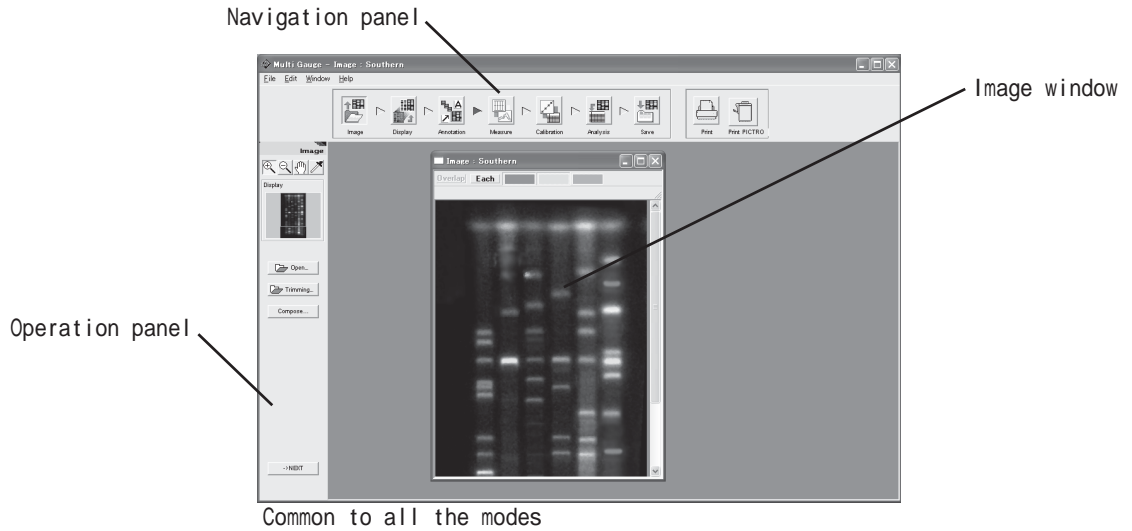 Navigation panel
Multi Gauge - Image : Southern
File Edit Window Help
Image window
Image Display Annotation Measure Calibration Analysis Save Print Print PICTRO
Image
Image : Southern
Overlap Each
Display
Open...
Trimming...
Compose...
Operation panel
->NEXT
Common to all the modes